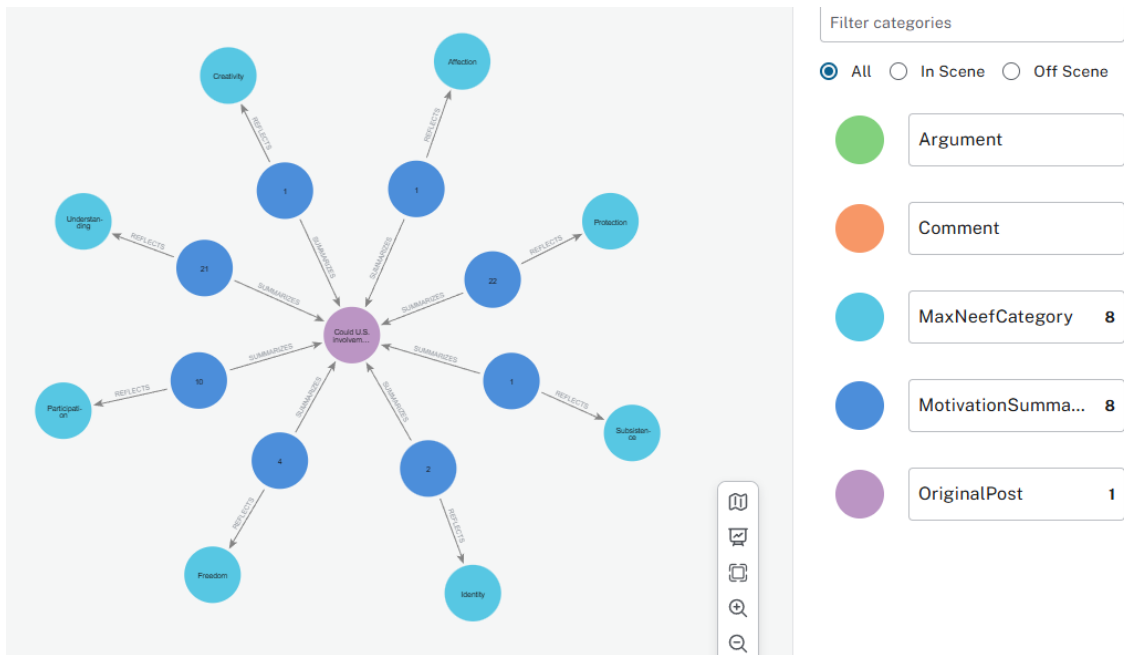 Filter categories
All
In Scene
Off Scene
Argument
Comment
MaxNeefCategory 8
MotivationSumma... 8
OriginalPost 1
Creativity
Affection
REFLECTS
REFLECTS
1
1
SUMMARIZES
SUMMARIZES
Understan-
ding
REFLECTS
21
SUMMARIZES
Protection
REFLECTS
22
SUMMARIZES
Could U.S.
involvem...
Participati-
on
REFLECTS
10
SUMMARIZES
SUMMARIZES
1
REFLECTS
Subsisten-
ce
SUMMARIZES
4
REFLECTS
Freedom
SUMMARIZES
2
REFLECTS
Identity